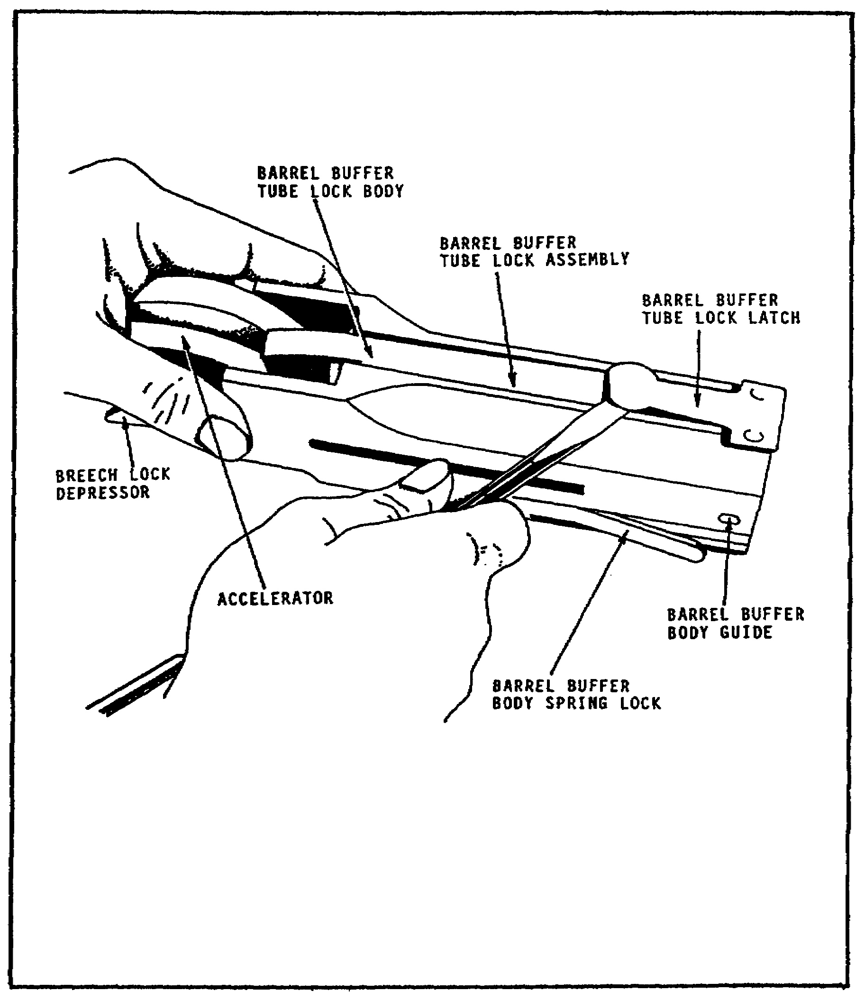 BARREL BUFFER
TUBE LOCK BODY
BARREL BUFFER
TUBE LOCK ASSEMBLY
BARREL BUFFER
TUBE LOCK LATCH
BREECH LOCK
DEPRESSOR
ACCELERATOR
BARREL BUFFER
BODY GUIDE
BARREL BUFFER
BODY SPRING LOCK